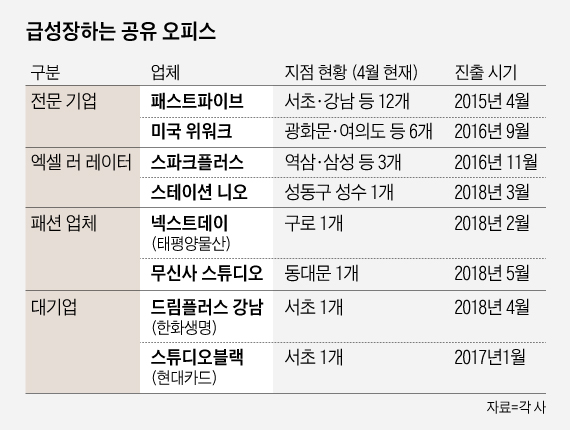 급성장하는 공유 오피스
구분 업체 지점 현황 (4월 현재) 진출 시기
전문 기업 패스트파이브 서초·강남 등 12개 2015년 4월
미국 위워크 광화문·여의도 등 6개 2016년 9월
엑셀 러 레이터 스파크플러스 역삼·삼성 등 3개 2016년 11월
스테이션 니오 성동구 성수 1개 2018년 3월
패션 업체 넥스트데이 구로 1개 2018년 2월
(태평양물산)
무신사 스튜디오 동대문 1개 2018년 5월
대기업 드림플러스 강남 서초 1개 2018년 4월
(한화생명)
스튜디오블랙 서초 1개 2017년1월
(현대카드)
자료=각 사